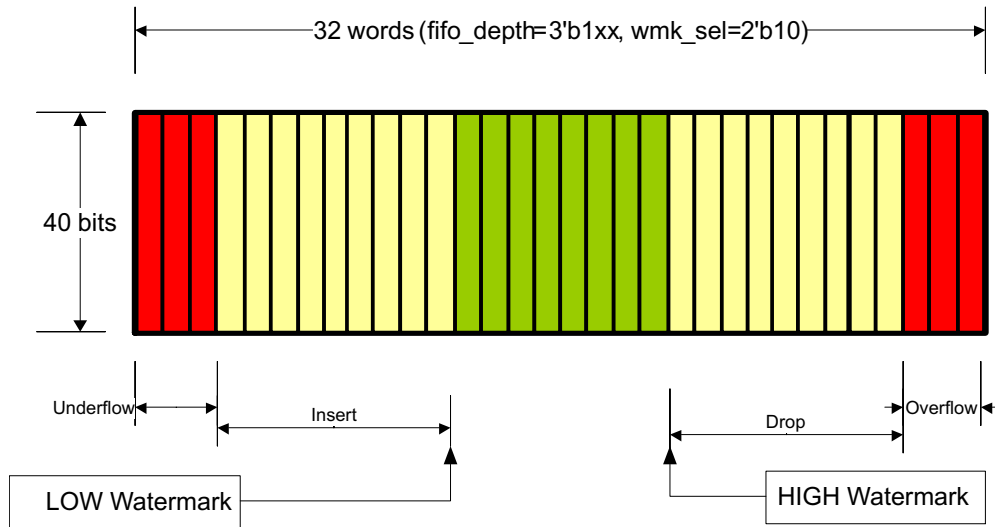 32 words (fifo_depth=3'b1xx, wmk_sel=2'b10)
40 bits
Underflow
Insert
Drop
Overflow
LOW Watermark
HIGH Watermark